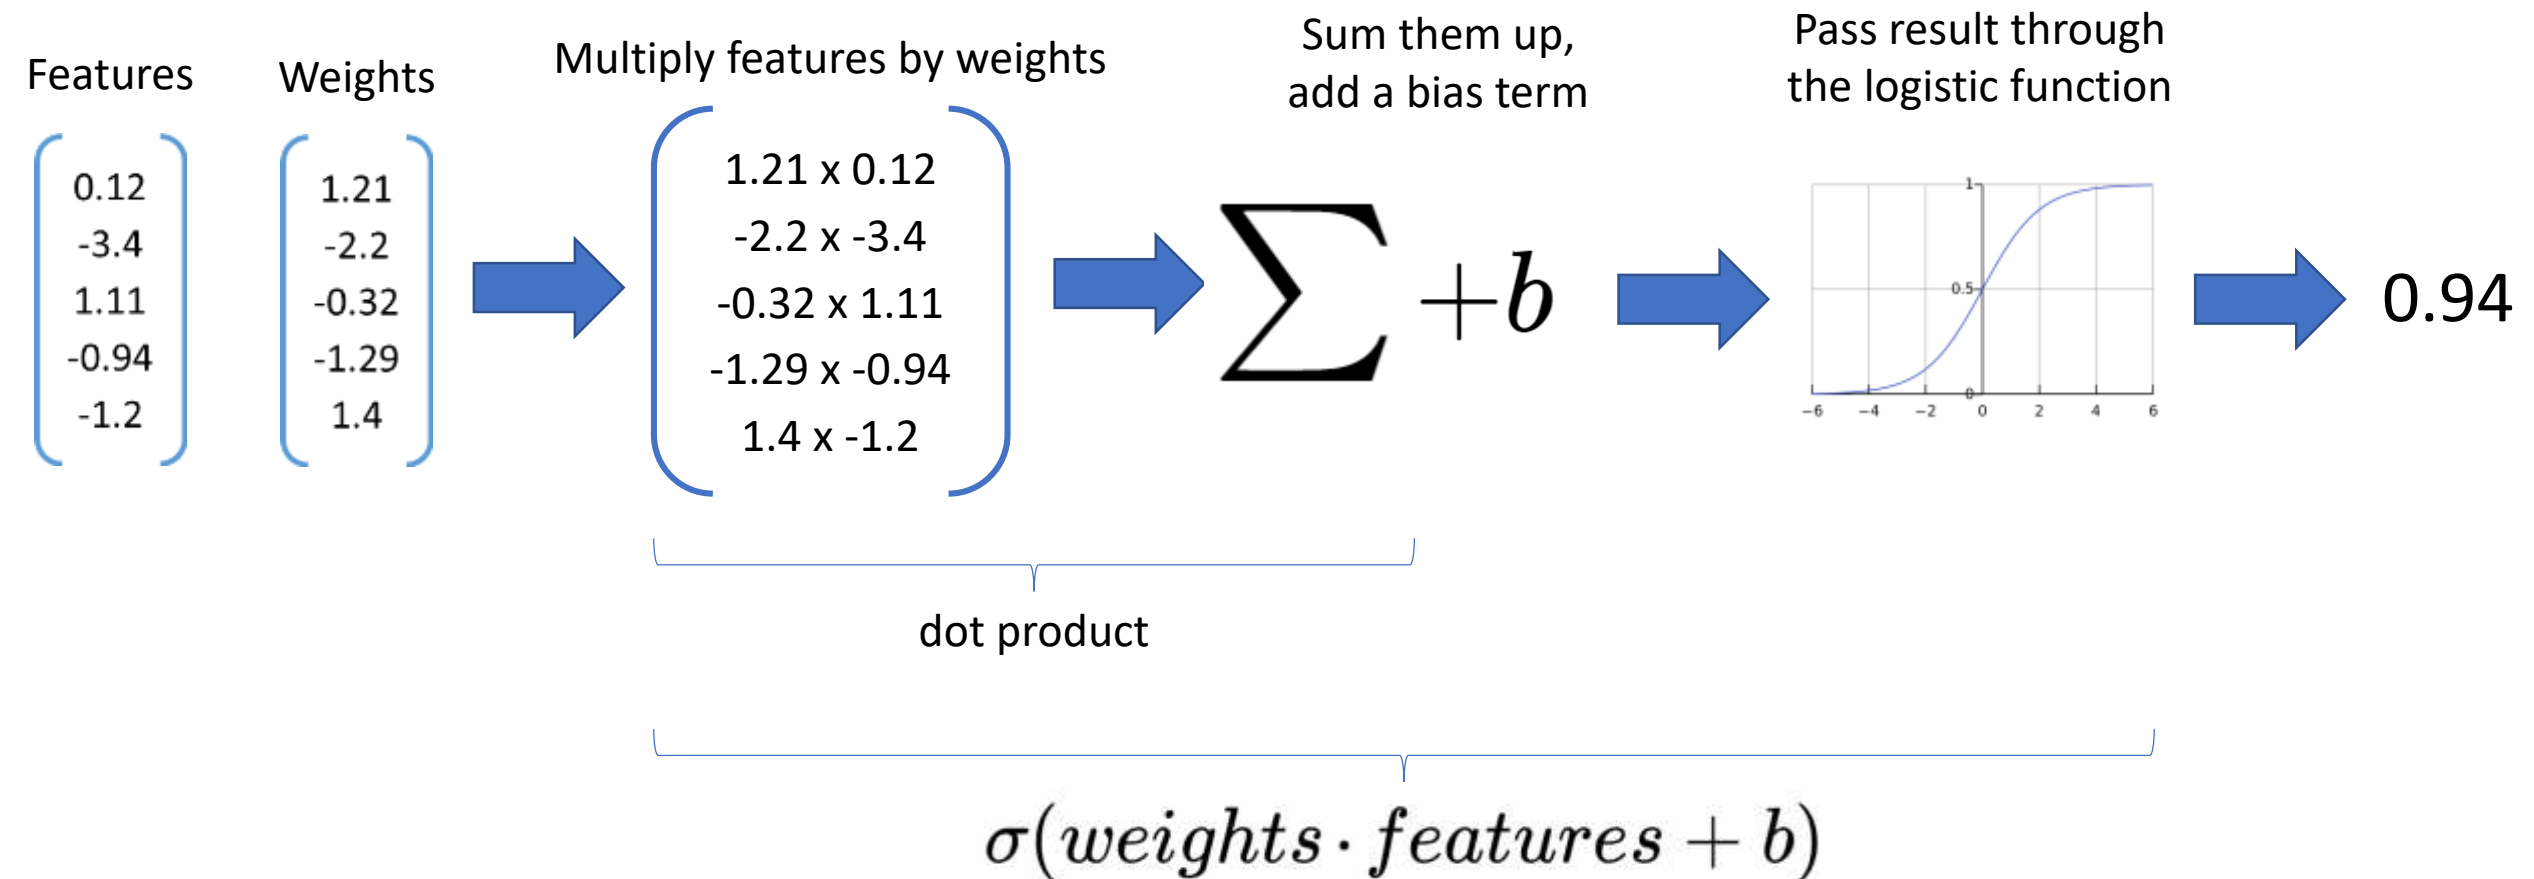 Features
0.12
-3.4
1.11
-0.94
-1.2
Weights
1.21
-2.2
-0.32
-1.29
1.4
Multiply features by weights
1.21 x 0.12
-2.2 x -3.4
-0.32 x 1.11
-1.29 x -0.94
1.4 x -1.2
Sum them up,
add a bias term
∑ +b
Pass result through
the logistic function
1
0.5
0
−6 −4 −2 0 2 4 6
0.94
dot product
σ(weights · features + b)